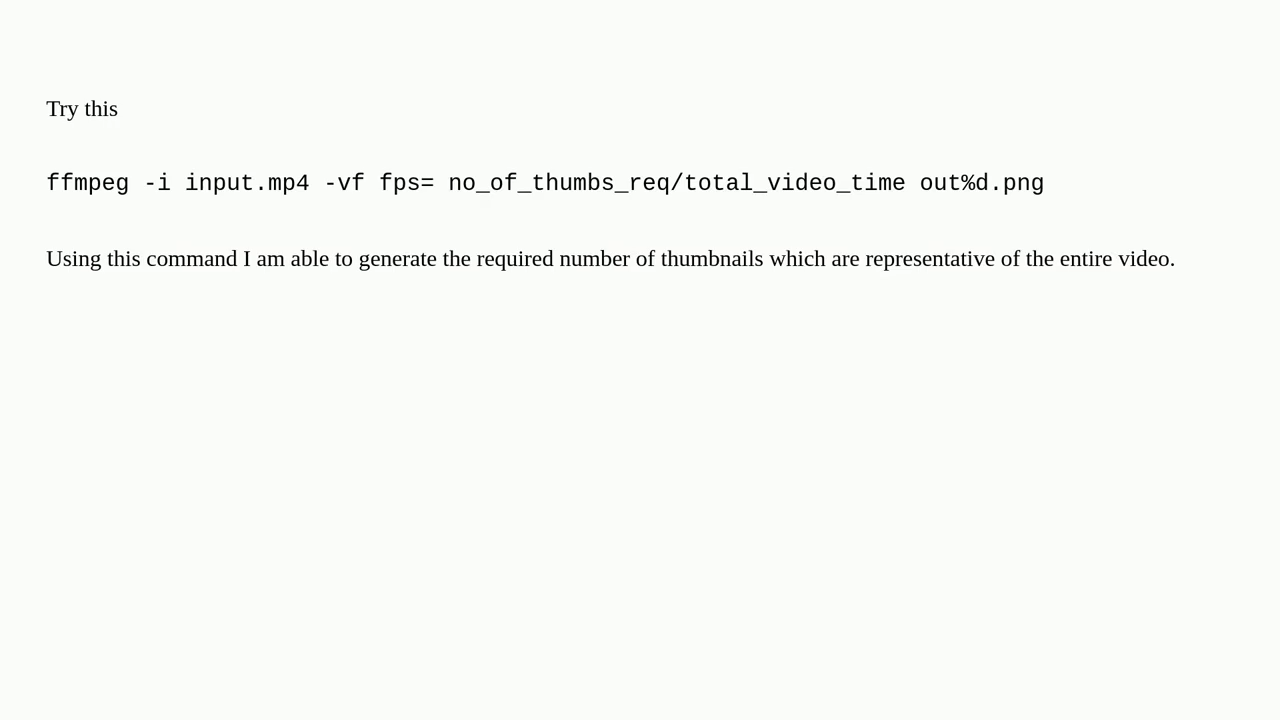 Try this
ffmpeg -i input.mp4 -vf fps= no_of_thumbs_req/total_video_time out%d.png
Using this command I am able to generate the required number of thumbnails which are representative of the entire video.